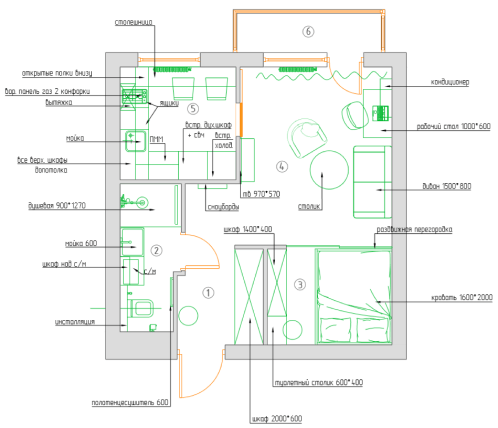 столешница
6
открытые полки внизу
вар. панель газ 2 конфорки
вытяжка
ящики
5
кондиционер
встр. дух.шкаф
+ свч
встр.
холод.
мойка
ПММ
рабочий стол 1000*600
все верх. шкафы
допотолка
4
тв. 970*570
столик
диван 1500*800
сноуборды
душевая 900*1270
шкаф 1400*400
раздвижная перегородка
мойка 600
2
шкаф над с/м
с/м
1
3
кровать 1600*2000
инсталляция
туалетный столик 600*400
полотенцесушитель 600
шкаф 2000*600